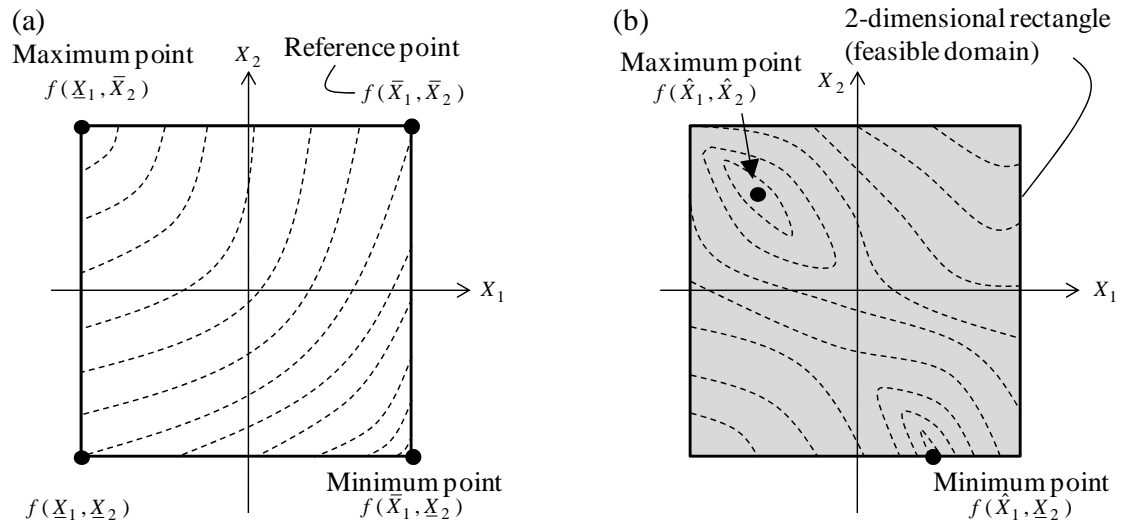 (a)
Maximum point
f(X̲₁, X̄₂)
X₂
Reference point
f(X̄₁, X̄₂)
X₁
f(X̲₁, X̲₂)
Minimum point
f(X̄₁, X̲₂)
(b)
2-dimensional rectangle
(feasible domain)
Maximum point
f(X̂₁, X̂₂)
X₂
X₁
Minimum point
f(X̂₁, X̲₂)